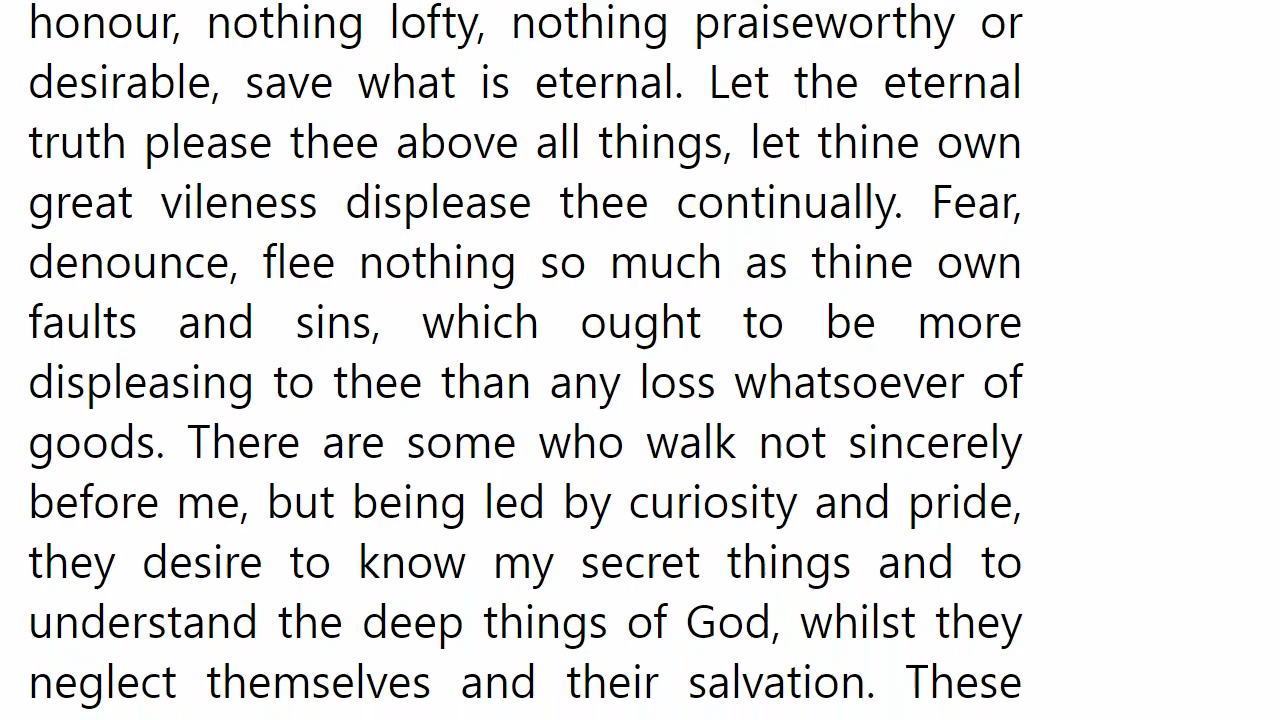 honour, nothing lofty, nothing praiseworthy or
desirable, save what is eternal. Let the eternal
truth please thee above all things, let thine own
great vileness displease thee continually. Fear,
denounce, flee nothing so much as thine own
faults and sins, which ought to be more
displeasing to thee than any loss whatsoever of
goods. There are some who walk not sincerely
before me, but being led by curiosity and pride,
they desire to know my secret things and to
understand the deep things of God, whilst they
neglect themselves and their salvation. These